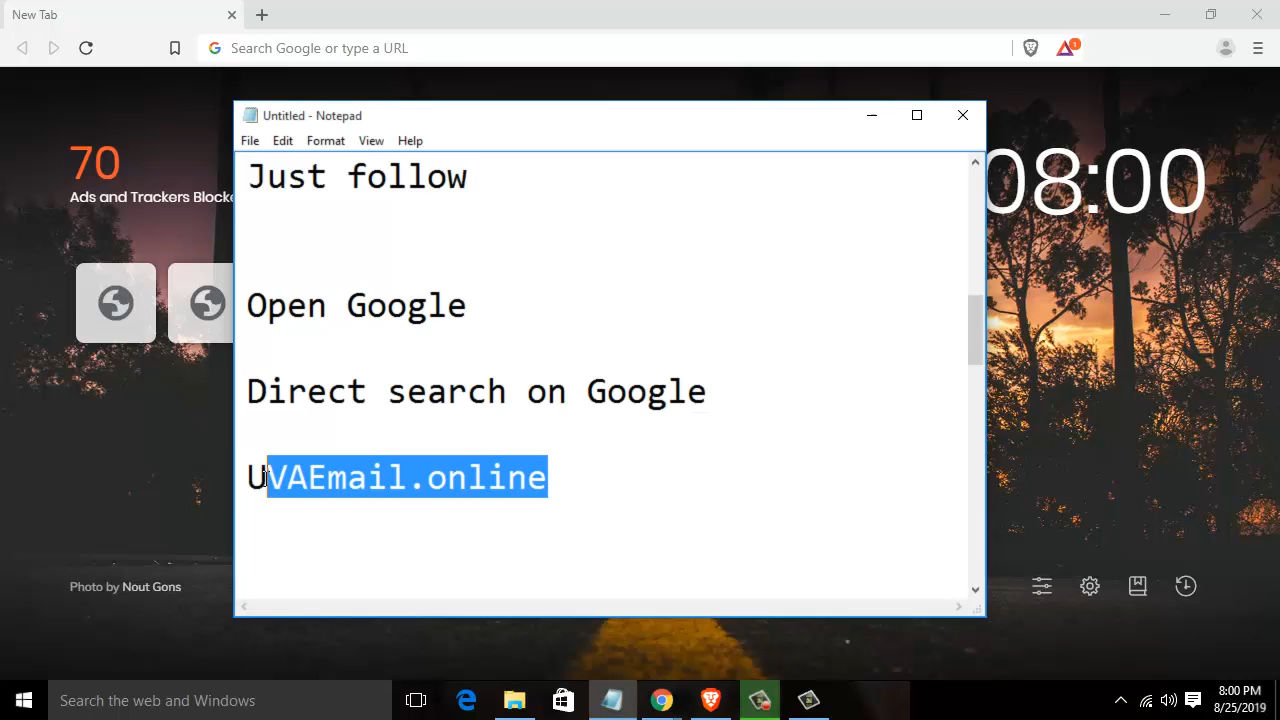 New Tab
Search Google or type a URL
1
Untitled - Notepad
File Edit Format View Help
70
Ads and Trackers Blocke
08:00
Just follow
Open Google
Direct search on Google
UVAEmail.online
Photo by Nout Gons
Search the web and Windows
8:00 PM
8/25/2019